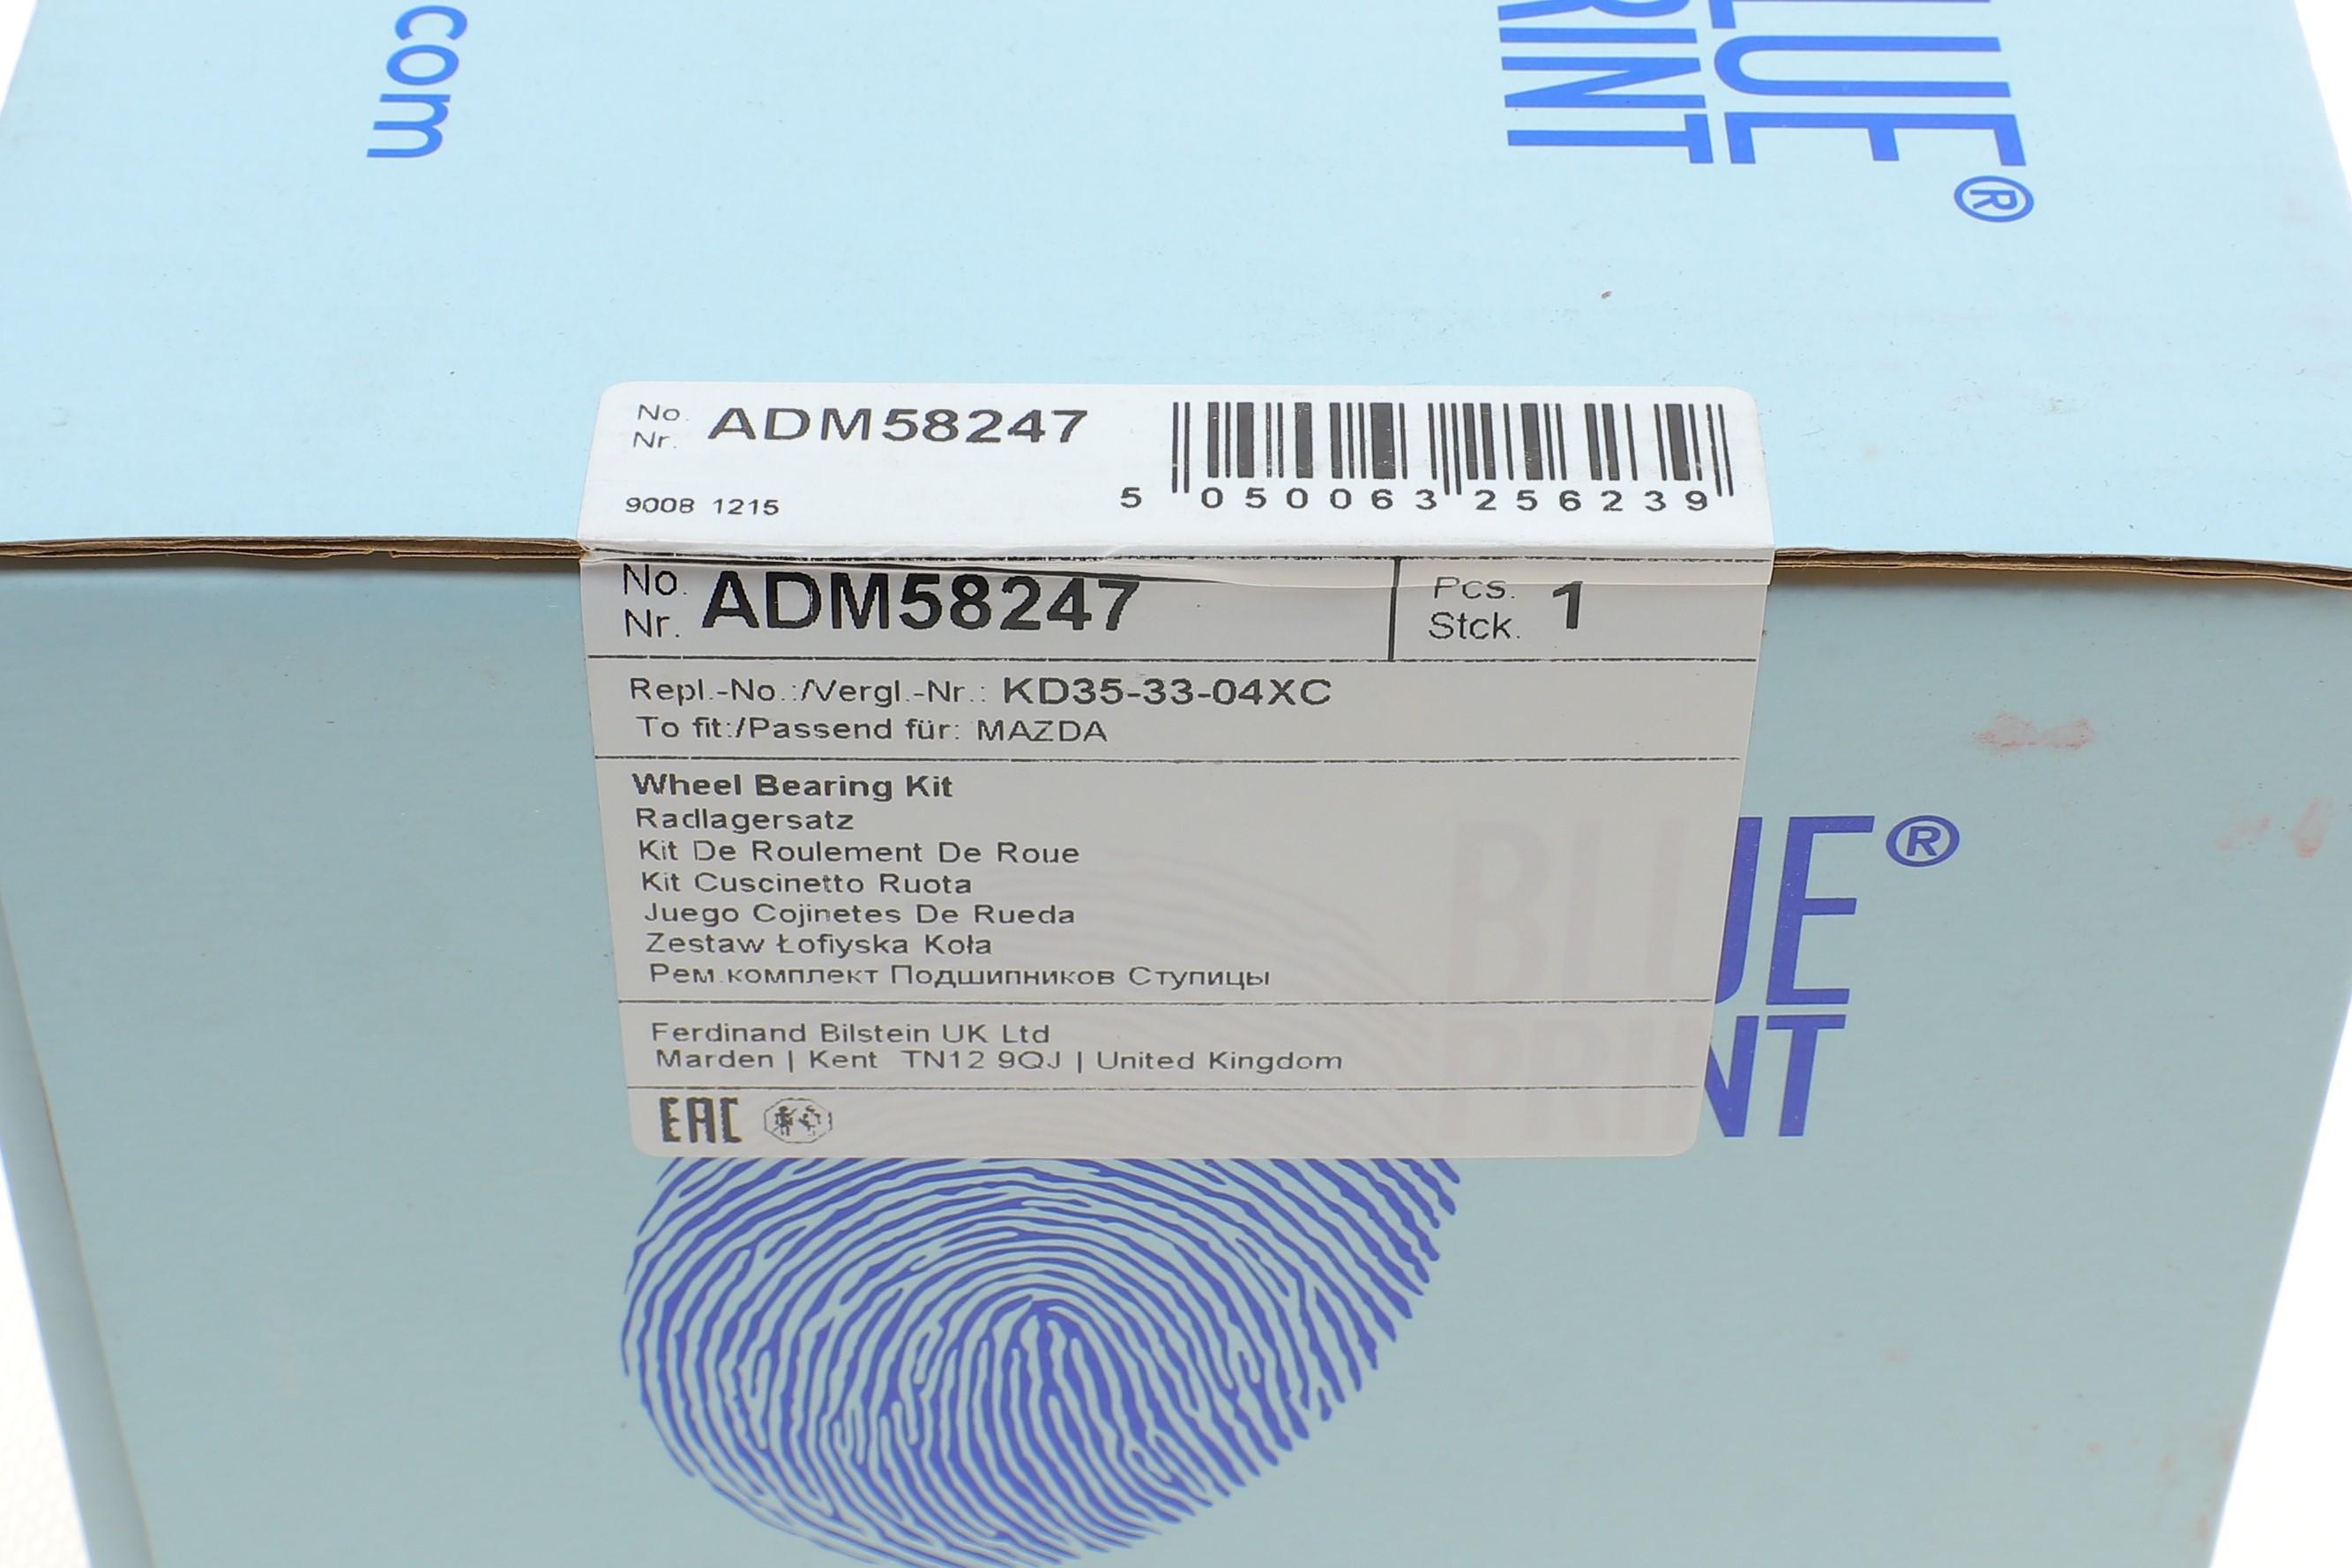 com
LUE
RINT
®
No.
Nr. ADM58247
9008 1215
5 050063 256239
No.
Nr. ADM58247
Pcs.
Stck. 1
Repl.-No.:/Vergl.-Nr.: KD35-33-04XC
To fit:/Passend für: MAZDA
Wheel Bearing Kit
Radlagersatz
Kit De Roulement De Roue
Kit Cuscinetto Ruota
Juego Cojinetes De Rueda
Zestaw Łofiyska Koła
Рем.комплект Подшипников Ступицы
Ferdinand Bilstein UK Ltd
Marden | Kent TN12 9QJ | United Kingdom
EAC
BLUE®
PRINT